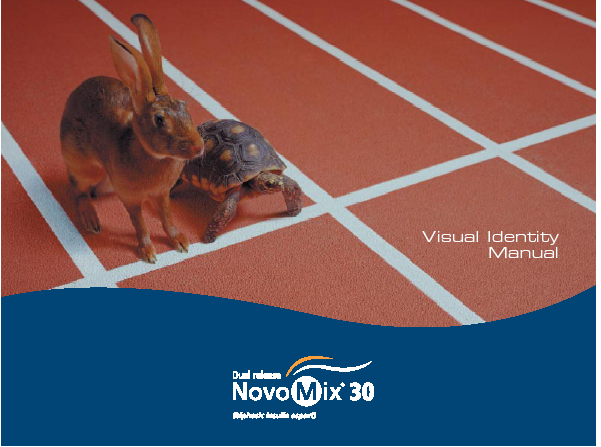 Visual Identity
Manual
Dual release
NovoMix® 30
(biphasic insulin aspart)